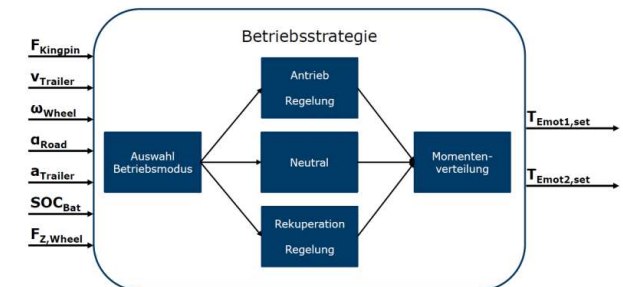 Betriebsstrategie
F_Kingpin
v_Trailer
ω_Wheel
α_Road
a_Trailer
SOC_Bat
F_Z,Wheel
Auswahl
Betriebsmodus
Antrieb
Regelung
Neutral
Rekuperation
Regelung
Momenten-
verteilung
T_Emot1,set
T_Emot2,set